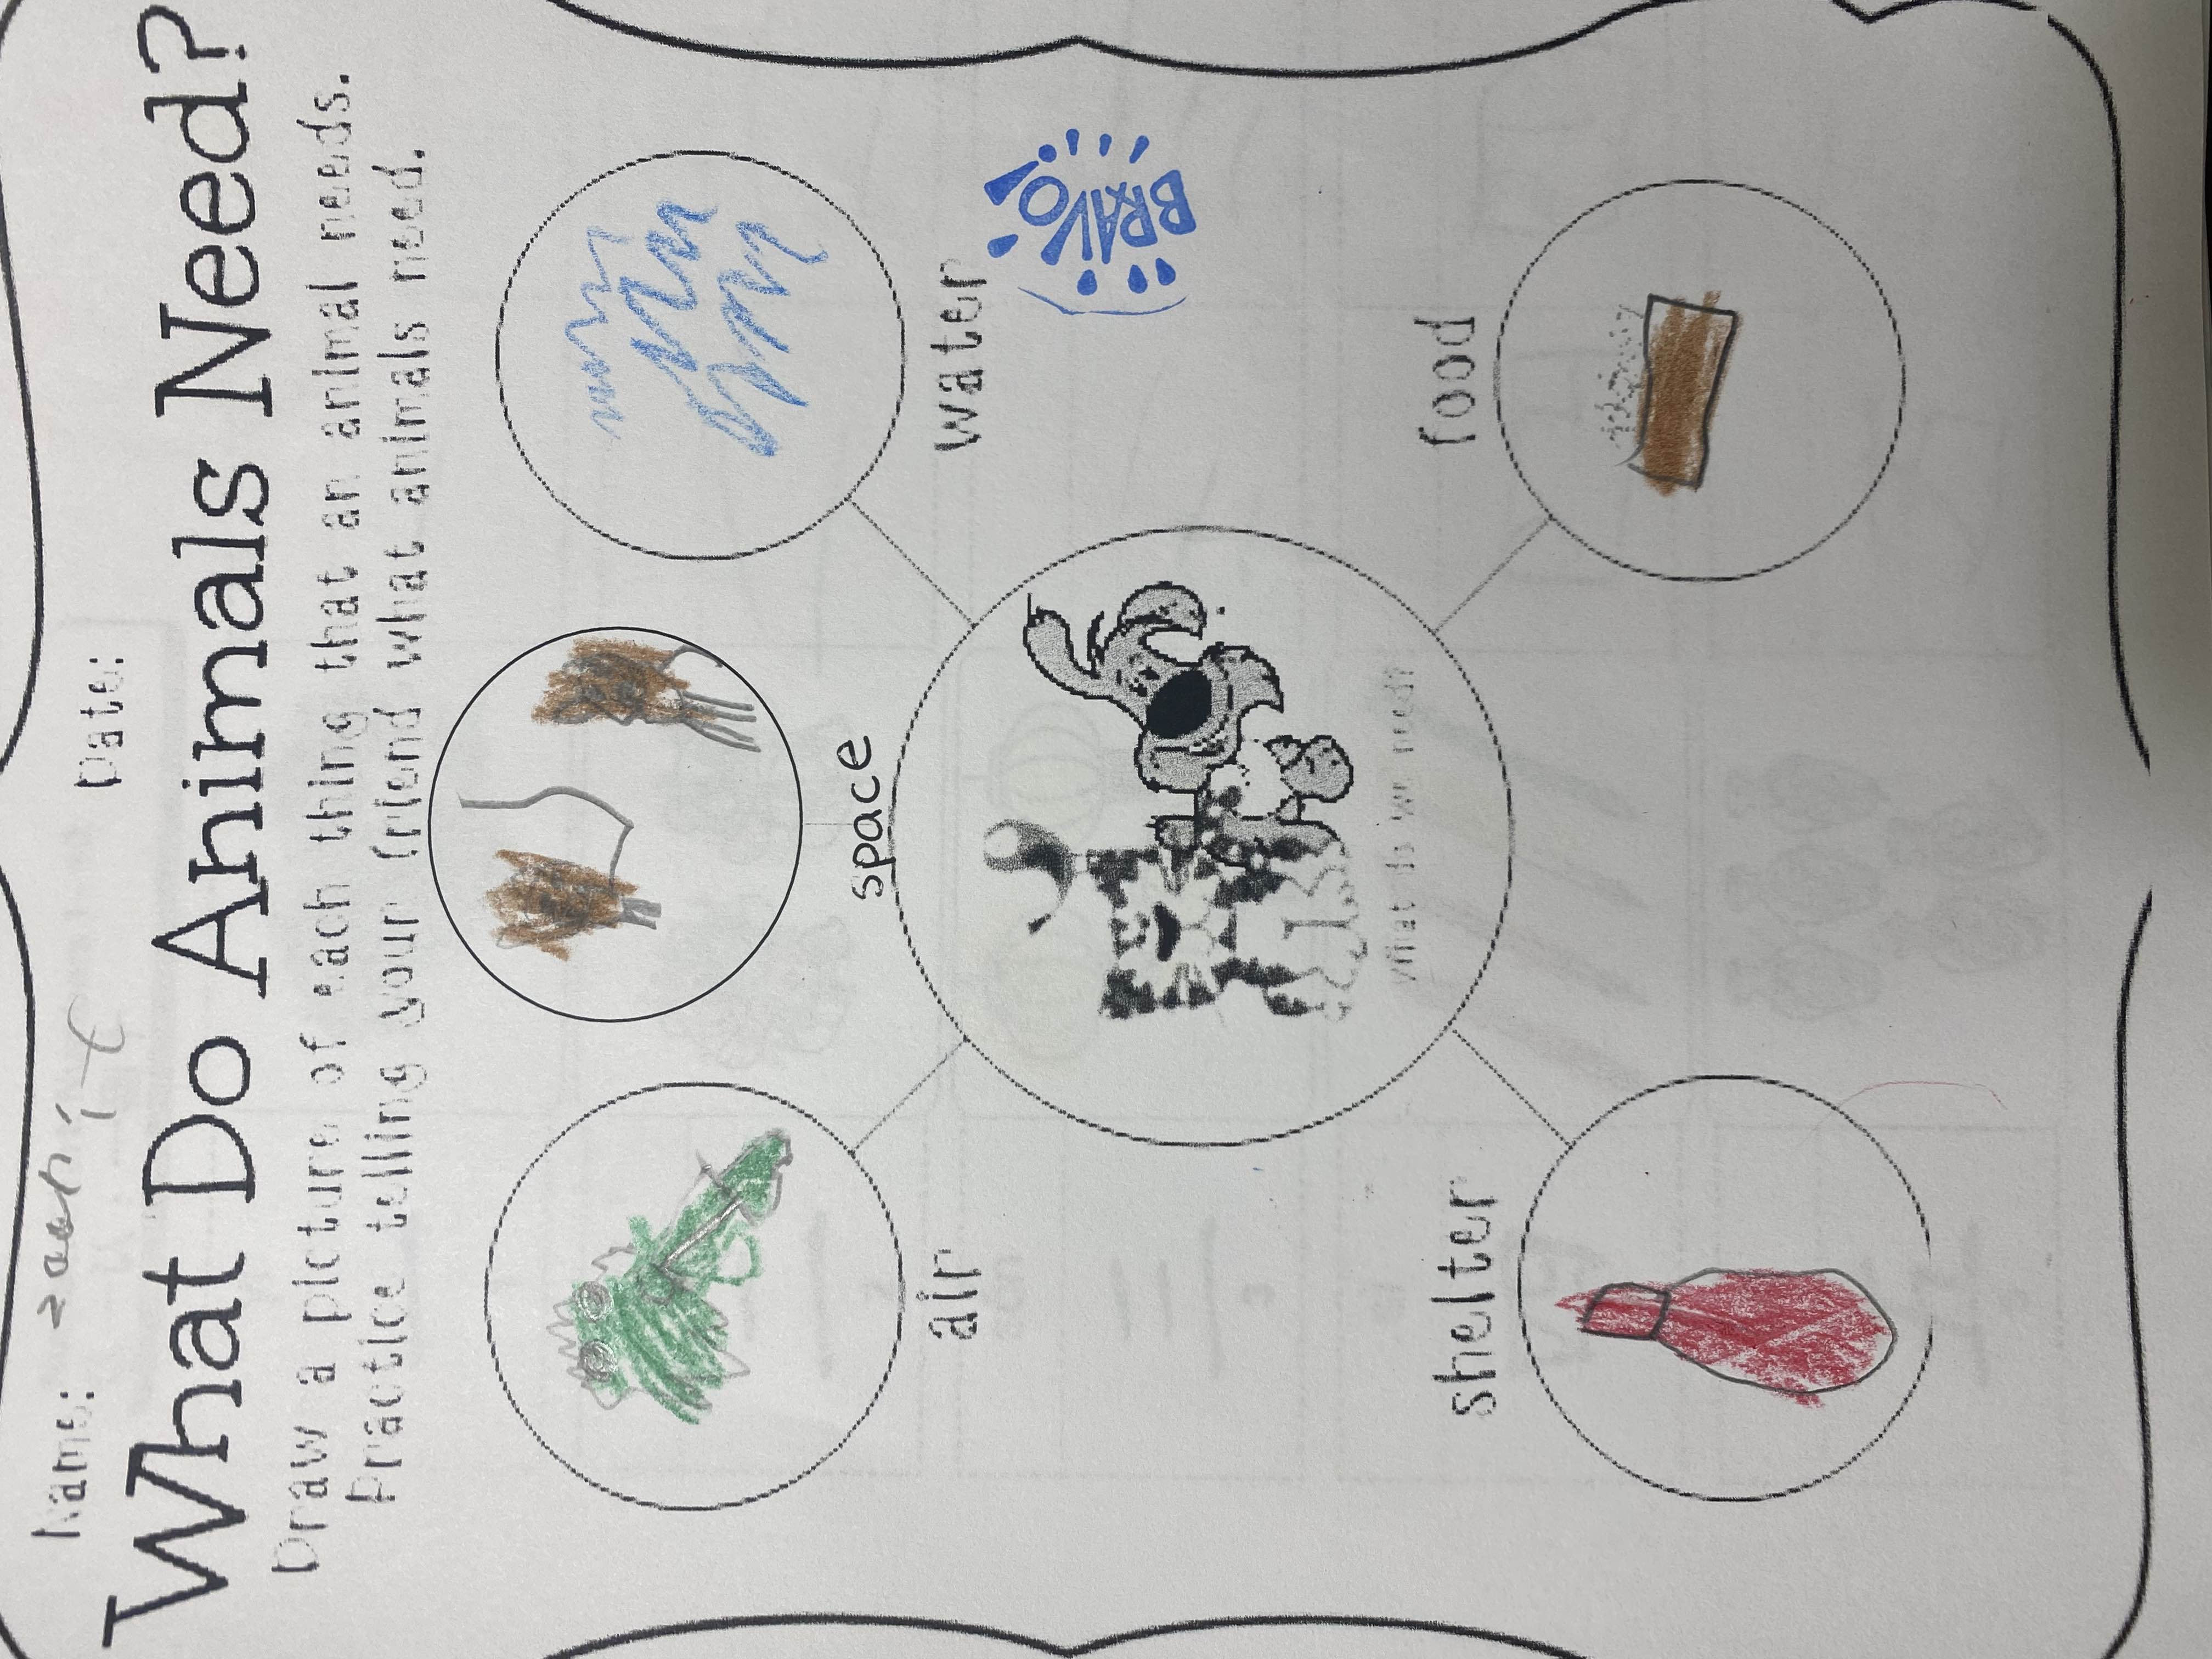 Name:
Date:
What Do Animals Need?
Draw a picture of each thing that an animal needs.
Practice telling your friend what animals need.
space
air
water
BRAVO!
What do we need?
shelter
food